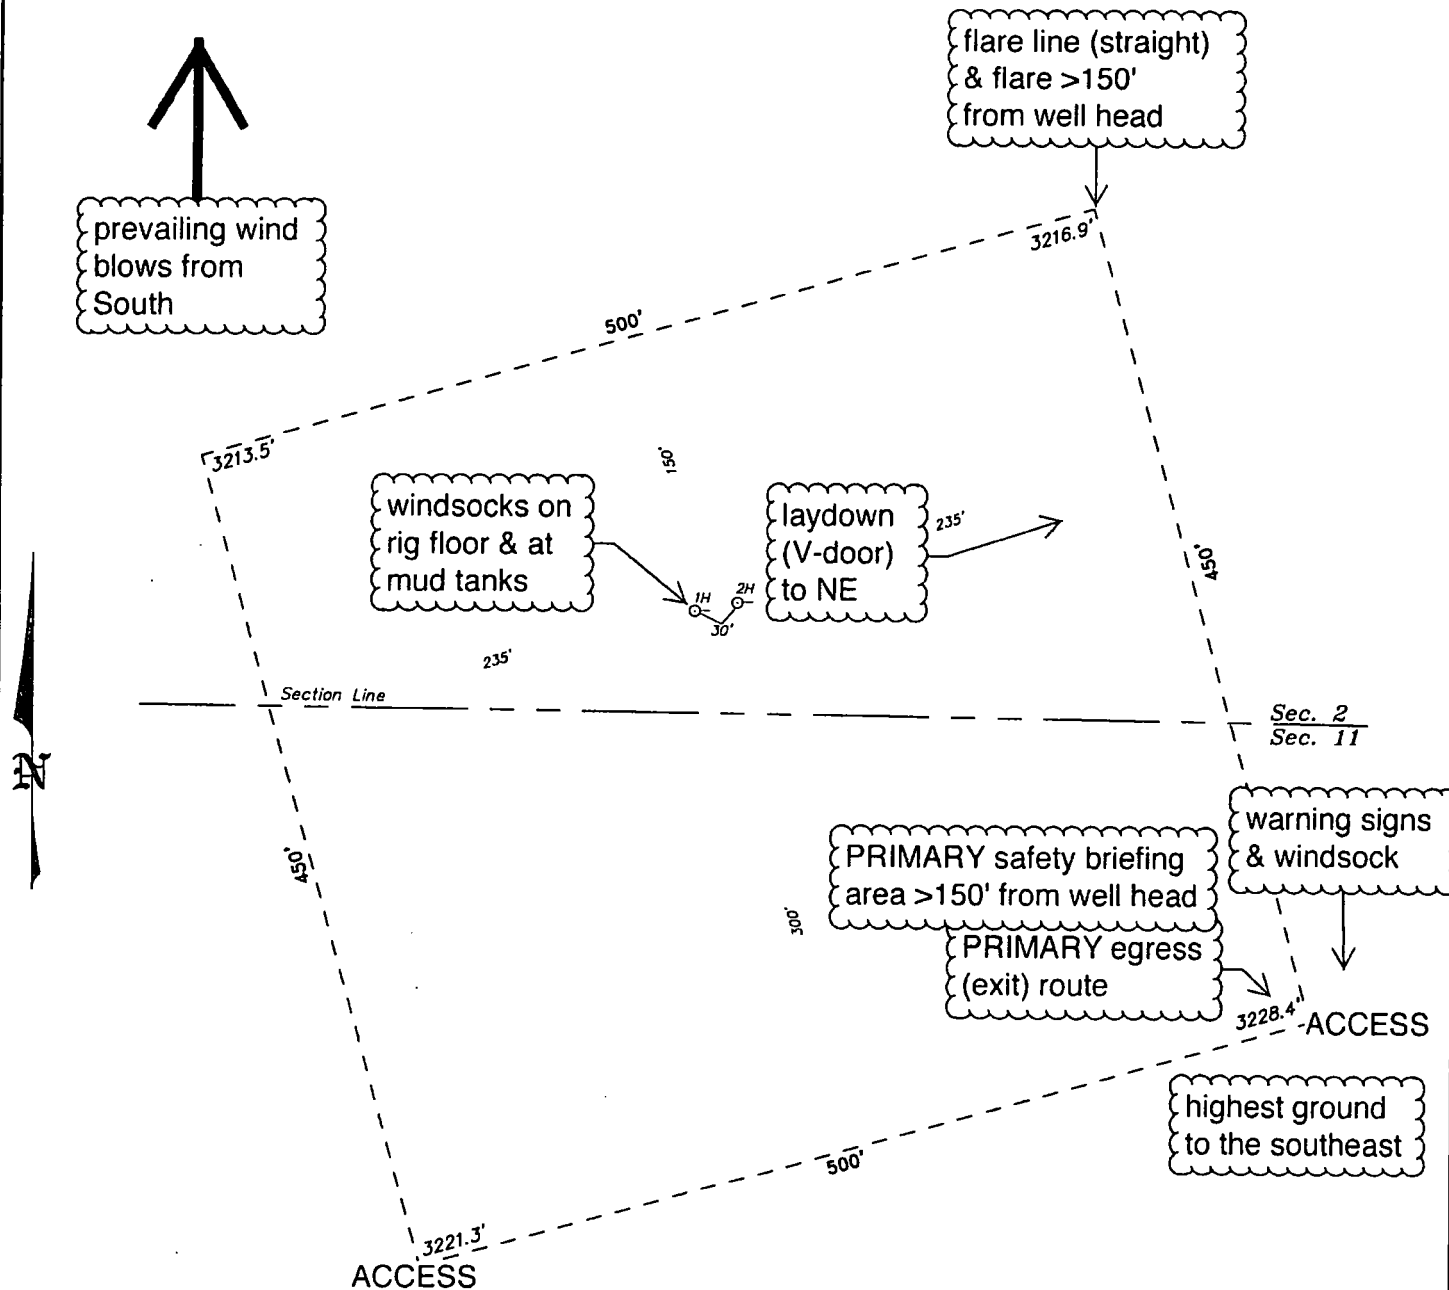 flare line (straight)
& flare >150'
from well head
prevailing wind
blows from
South
3216.9'
500'
3213.5'
150'
windsocks on
rig floor & at
mud tanks
laydown
(V-door)
to NE
235'
450'
1H
2H
30'
235'
Section Line
Sec. 2
Sec. 11
N
warning signs
& windsock
PRIMARY safety briefing
area >150' from well head
450'
300'
PRIMARY egress
(exit) route
3228.4'
ACCESS
highest ground
to the southeast
500'
3221.3'
ACCESS